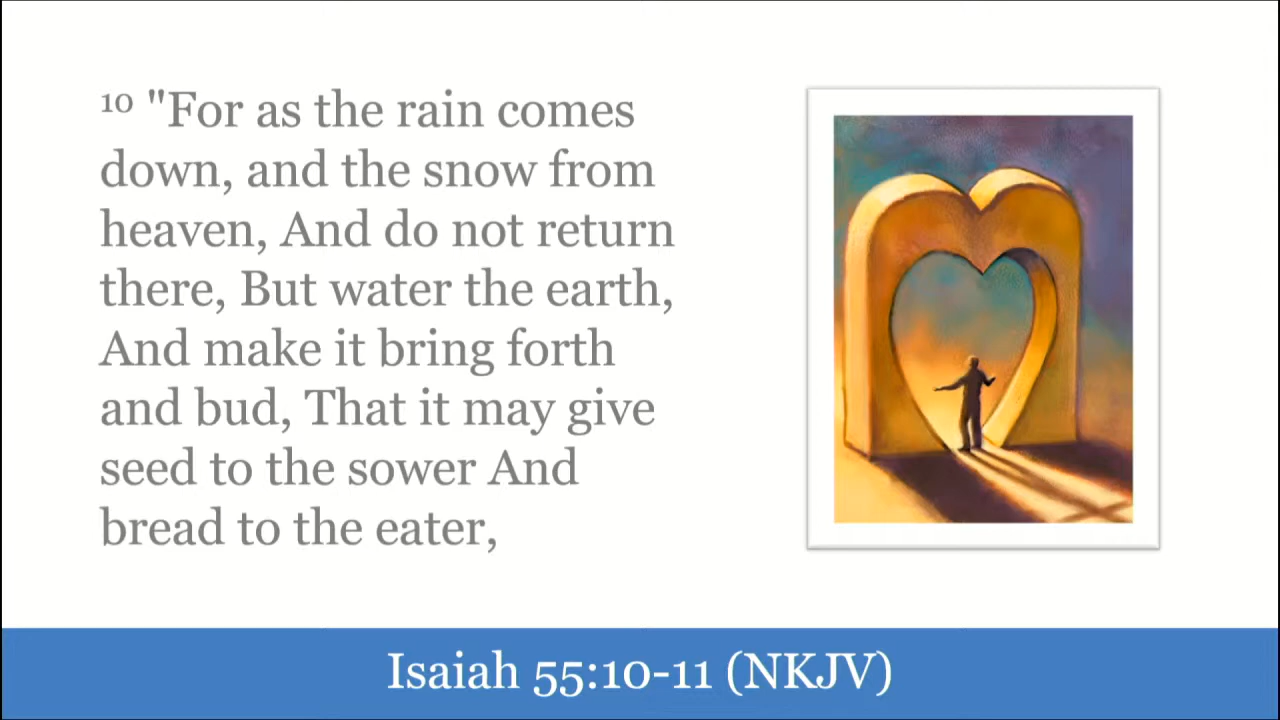 10 "For as the rain comes
down, and the snow from
heaven, And do not return
there, But water the earth,
And make it bring forth
and bud, That it may give
seed to the sower And
bread to the eater,
Isaiah 55:10-11 (NKJV)